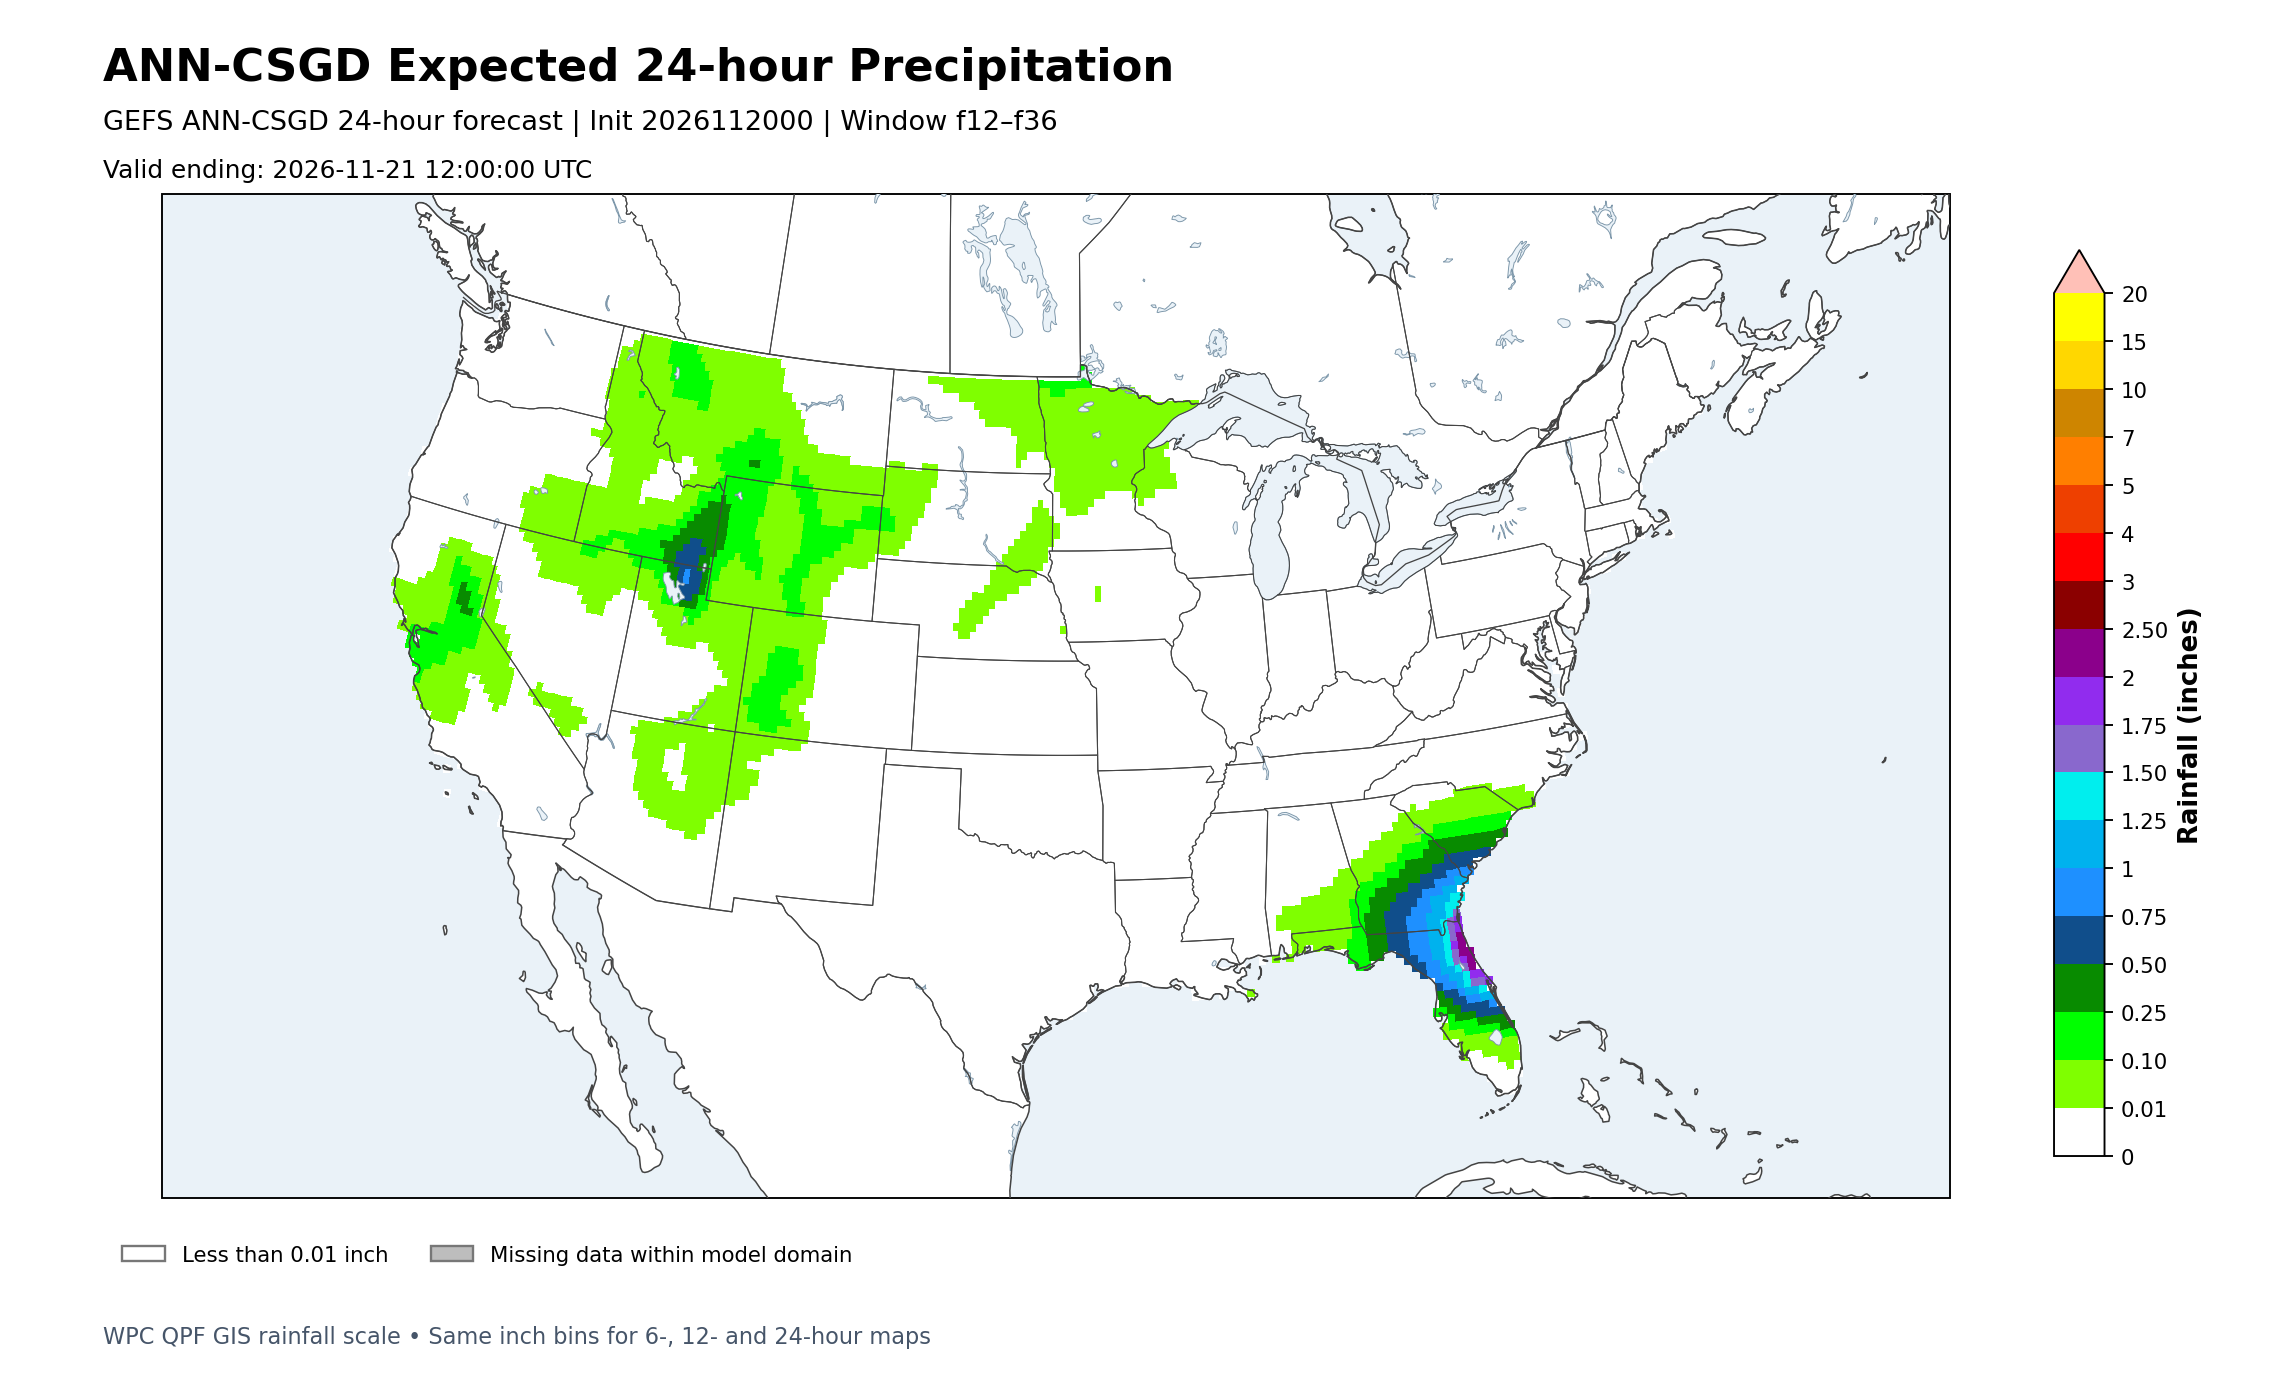 ANN-CSGD Expected 24-hour Precipitation
GEFS ANN-CSGD 24-hour forecast | Init 2026112000 | Window f12–f36
Valid ending: 2026-11-21 12:00:00 UTC
20
15
10
7
5
4
3
2.50
2
1.75
1.50
1.25
1
0.75
0.50
0.25
0.10
0.01
0
Rainfall (inches)
Less than 0.01 inch
Missing data within model domain
WPC QPF GIS rainfall scale • Same inch bins for 6-, 12- and 24-hour maps